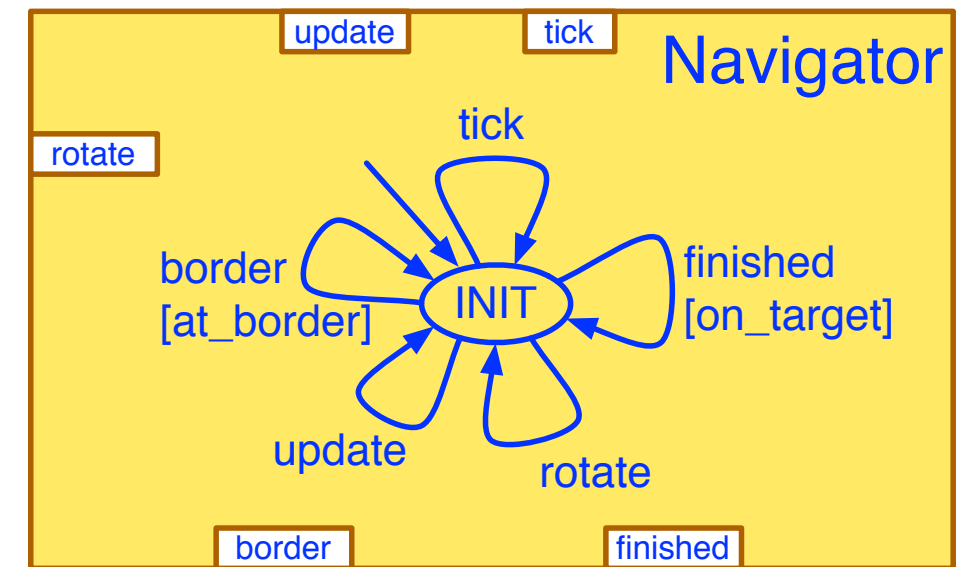 update
tick
Navigator
tick
rotate
border
[at_border]
finished
[on_target]
INIT
update
rotate
border
finished